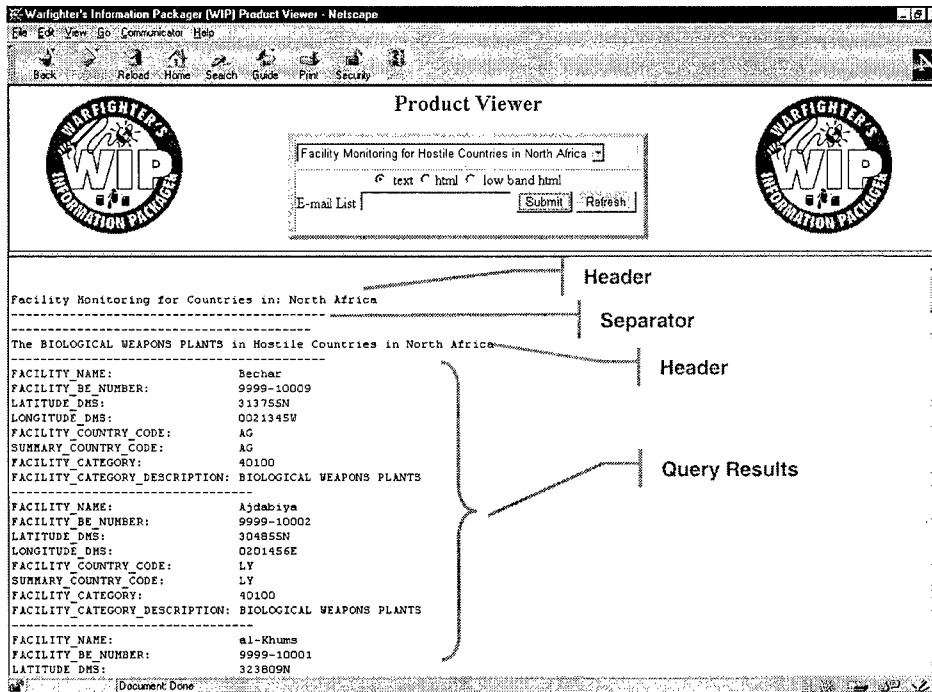 Warfighter's Information Packager (WIP) Product Viewer - Netscape
File Edit View Go Communicator Help
Back Reload Home Search Guide Print Security
Product Viewer
WARFIGHTER'S
WIP
INFORMATION PACKAGER
Facility Monitoring for Hostile Countries in North Africa
text html low band html
E-mail List Submit Refresh
WARFIGHTER'S
WIP
INFORMATION PACKAGER
Header
Facility Monitoring for Countries in: North Africa
---------------------------------------------
Separator
-------------------------------------------
The BIOLOGICAL WEAPONS PLANTS in Hostile Countries in North Africa
Header
---------------------------------------------
FACILITY_NAME: Bechar
FACILITY_BE_NUMBER: 9999-10009
LATITUDE_DMS: 313755N
LONGITUDE_DMS: 0021345W
FACILITY_COUNTRY_CODE: AG
SUMMARY_COUNTRY_CODE: AG
FACILITY_CATEGORY: 40100
FACILITY_CATEGORY_DESCRIPTION: BIOLOGICAL WEAPONS PLANTS
Query Results
-----------------------------------
FACILITY_NAME: Ajdabiya
FACILITY_BE_NUMBER: 9999-10002
LATITUDE_DMS: 304855N
LONGITUDE_DMS: 0201456E
FACILITY_COUNTRY_CODE: LY
SUMMARY_COUNTRY_CODE: LY
FACILITY_CATEGORY: 40100
FACILITY_CATEGORY_DESCRIPTION: BIOLOGICAL WEAPONS PLANTS
-----------------------------------
FACILITY_NAME: al-Khums
FACILITY_BE_NUMBER: 9999-10001
LATITUDE_DMS: 323809N
Document: Done